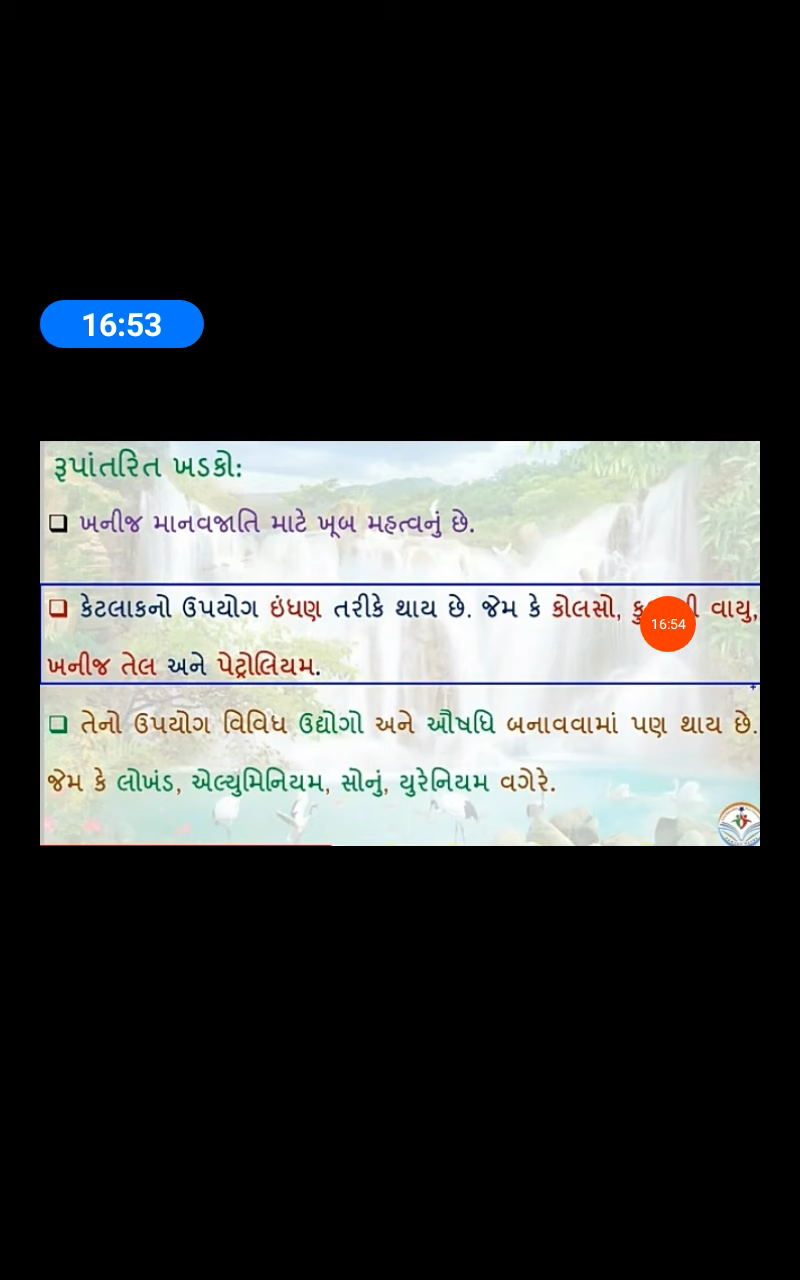 16:53
રૂપાંતરિત ખડકો:
ખનીજ માનવજાતિ માટે ખૂબ મહત્વનું છે.
કેટલાકનો ઉપયોગ ઇંધણ તરીકે થાય છે. જેમ કે કોલસો, વાયુ,
16:54
ખનીજ તેલ અને પેટ્રોલિયમ.
તેનો ઉપયોગ વિવિધ ઉદ્યોગો અને ઔષધિ બનાવવામાં પણ થાય છે.
જેમ કે લોખંડ, એલ્યુમિનિયમ, સોનું, યુરેનિયમ વગેરે.